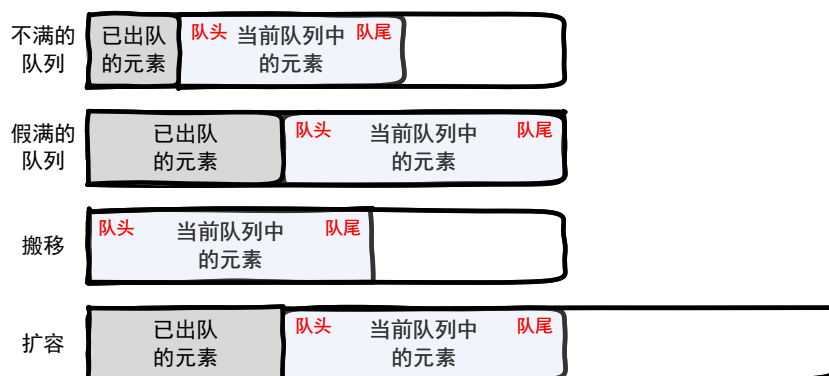 不满的
队列
已出队
的元素
队头
当前队列中
的元素
队尾
假满的
队列
已出队
的元素
队头
当前队列中
的元素
队尾
搬移
队头
当前队列中
的元素
队尾
扩容
已出队
的元素
队头
当前队列中
的元素
队尾